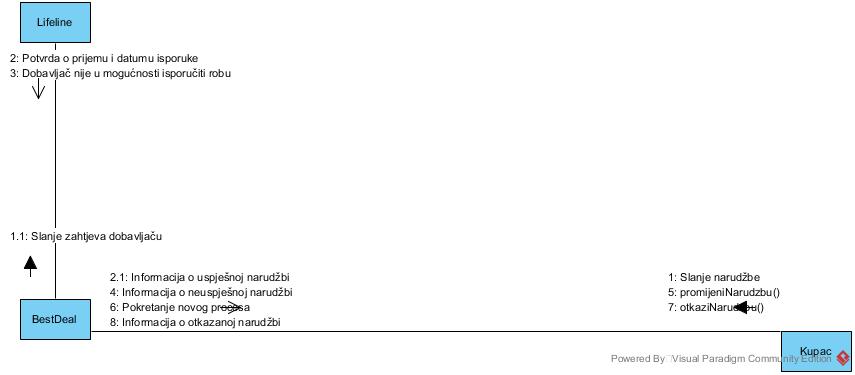 Lifeline
2: Potvrda o prijemu i datumu isporuke
3: Dobavljač nije u mogućnosti isporučiti robu
1.1: Slanje zahtjeva dobavljaču
2.1: Informacija o uspješnoj narudžbi
4: Informacija o neuspješnoj narudžbi
6: Pokretanje novog procesa
8: Informacija o otkazanoj narudžbi
1: Slanje narudžbe
5: promijeniNarudzbu()
7: otkaziNarudzbu()
BestDeal
Kupac
Powered By Visual Paradigm Community Edition